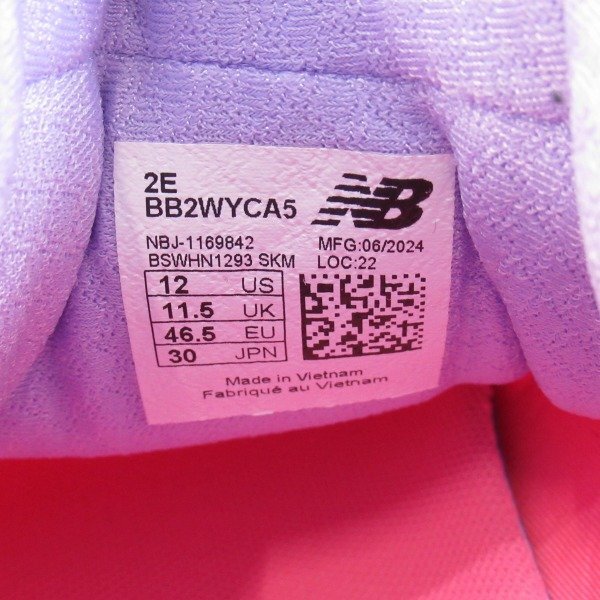 2E
BB2WYCA5
NB
NBJ-1169842 MFG:06/2024
BSWHN1293 SKM LOC:22
12 US
11.5 UK
46.5 EU
30 JPN
Made in Vietnam
Fabriqué au Vietnam